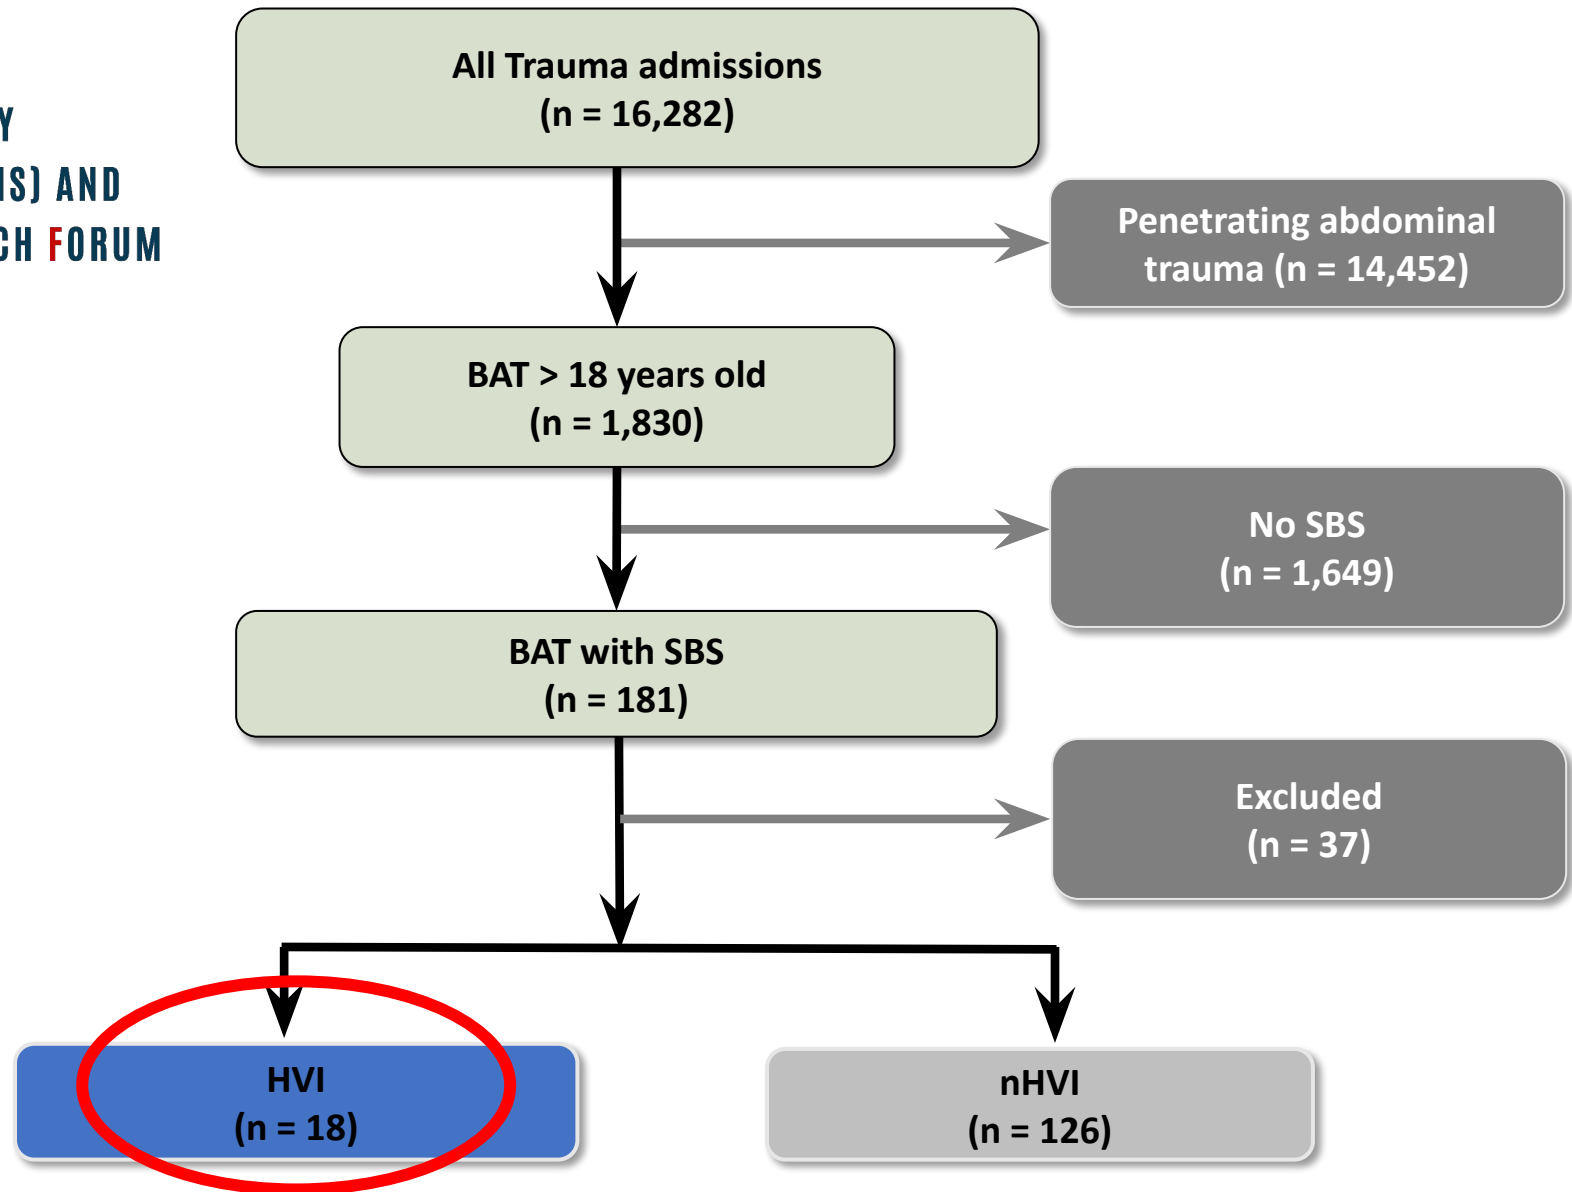 All Trauma admissions
(n = 16,282)
Y
IS) AND
CH FORUM
Penetrating abdominal
trauma (n = 14,452)
BAT > 18 years old
(n = 1,830)
No SBS
(n = 1,649)
BAT with SBS
(n = 181)
Excluded
(n = 37)
HVI
(n = 18)
nHVI
(n = 126)